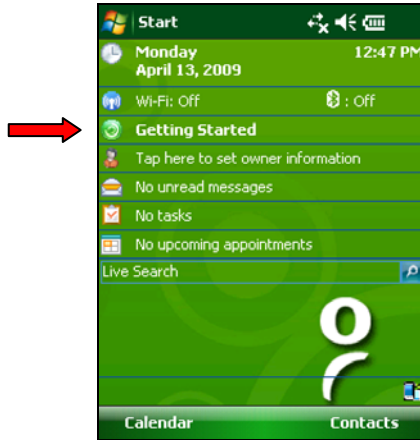 Start
Monday 12:47 PM
April 13, 2009
Wi-Fi: Off : Off
Getting Started
Tap here to set owner information
No unread messages
No tasks
No upcoming appointments
Live Search
Calendar Contacts